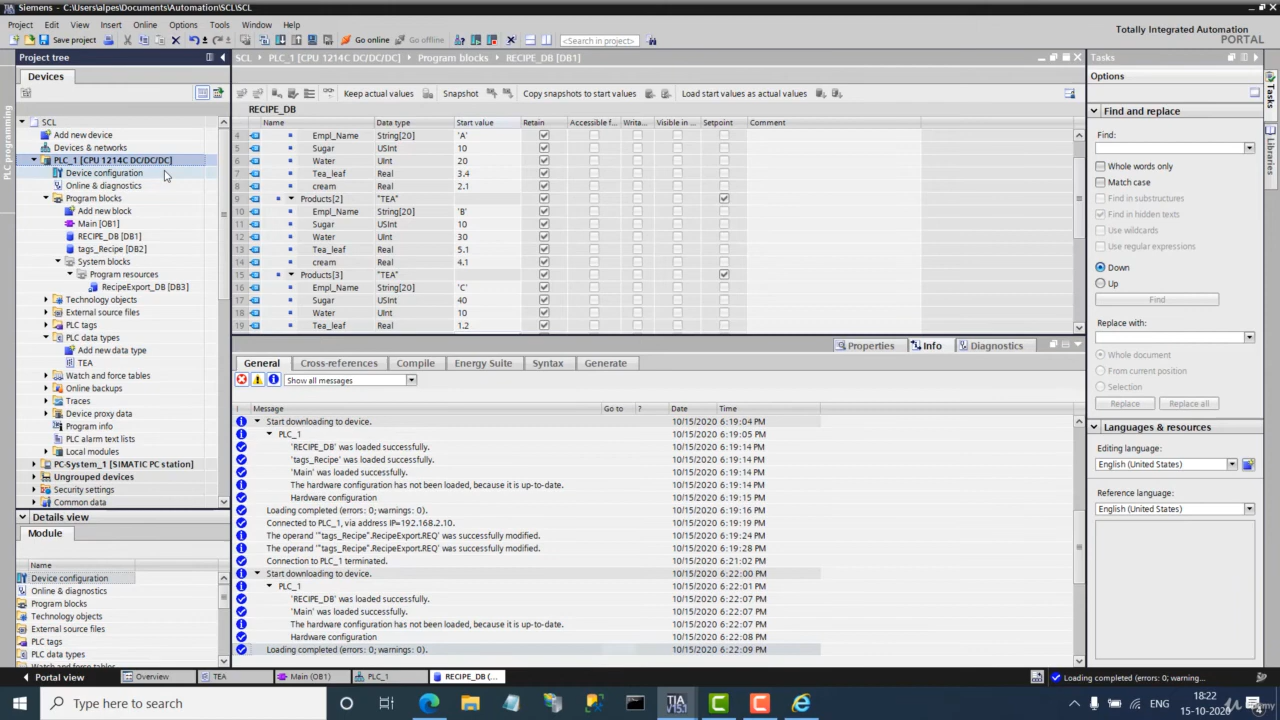 Siemens - C:\Users\alpes\Documents\Automation\SCL\SCL
Project Edit View Insert Online Options Tools Window Help
Totally Integrated Automation
PORTAL
Save project Go online Go offline <Search in project>
Project tree
SCL PLC_1 [CPU 1214C DC/DC/DC] Program blocks RECIPE_DB [DB1]
Tasks
Devices
Options
PLC programming
Tasks
Libraries
Keep actual values Snapshot Copy snapshots to start values Load start values as actual values
RECIPE_DB
Name Data type Start value Retain Accessible f... Writa... Visible in ... Setpoint Comment
4 Empl_Name String[20] 'A'
5 Sugar USInt 10
6 Water UInt 20
7 Tea_leaf Real 3.4
8 cream Real 2.1
9 Products[2] "TEA"
10 Empl_Name String[20] 'B'
11 Sugar USInt 10
12 Water UInt 30
13 Tea_leaf Real 5.1
14 cream Real 4.1
15 Products[3] "TEA"
16 Empl_Name String[20] 'C'
17 Sugar USInt 40
18 Water UInt 10
19 Tea_leaf Real 1.2
SCL
Add new device
Devices & networks
PLC_1 [CPU 1214C DC/DC/DC]
Device configuration
Online & diagnostics
Program blocks
Add new block
Main [OB1]
RECIPE_DB [DB1]
tags_Recipe [DB2]
System blocks
Program resources
RecipeExport_DB [DB3]
Technology objects
External source files
PLC tags
PLC data types
Add new data type
TEA
Watch and force tables
Online backups
Traces
Device proxy data
Program info
PLC alarm text lists
Local modules
PC-System_1 [SIMATIC PC station]
Ungrouped devices
Security settings
Common data
Details view
Module
Name
Device configuration
Online & diagnostics
Program blocks
Technology objects
External source files
PLC tags
PLC data types
Watch and force tables
Properties Info Diagnostics
General Cross-references Compile Energy Suite Syntax Generate
Show all messages
! Message Go to ? Date Time
Start downloading to device. 10/15/2020 6:19:04 PM
PLC_1 10/15/2020 6:19:05 PM
'RECIPE_DB' was loaded successfully. 10/15/2020 6:19:14 PM
'tags_Recipe' was loaded successfully. 10/15/2020 6:19:14 PM
'Main' was loaded successfully. 10/15/2020 6:19:14 PM
The hardware configuration has not been loaded, because it is up-to-date. 10/15/2020 6:19:14 PM
Hardware configuration 10/15/2020 6:19:15 PM
Loading completed (errors: 0; warnings: 0). 10/15/2020 6:19:16 PM
Connected to PLC_1, via address IP=192.168.2.10. 10/15/2020 6:19:19 PM
The operand '"tags_Recipe".RecipeExport.REQ' was successfully modified. 10/15/2020 6:19:24 PM
The operand '"tags_Recipe".RecipeExport.REQ' was successfully modified. 10/15/2020 6:19:28 PM
Connection to PLC_1 terminated. 10/15/2020 6:21:02 PM
Start downloading to device. 10/15/2020 6:22:00 PM
PLC_1 10/15/2020 6:22:01 PM
'RECIPE_DB' was loaded successfully. 10/15/2020 6:22:07 PM
'Main' was loaded successfully. 10/15/2020 6:22:07 PM
The hardware configuration has not been loaded, because it is up-to-date. 10/15/2020 6:22:07 PM
Hardware configuration 10/15/2020 6:22:08 PM
Loading completed (errors: 0; warnings: 0). 10/15/2020 6:22:09 PM
Find and replace
Find:
Whole words only
Match case
Find in substructures
Find in hidden texts
Use wildcards
Use regular expressions
Down
Up
Find
Replace with:
Whole document
From current position
Selection
Replace Replace all
Languages & resources
Editing language:
English (United States)
Reference language:
English (United States)
Portal view Overview TEA Main (OB1) PLC_1 RECIPE_DB (... Loading completed (errors: 0; warning...
Type here to search
TIA V15.1
ENG
18:22
15-10-2020